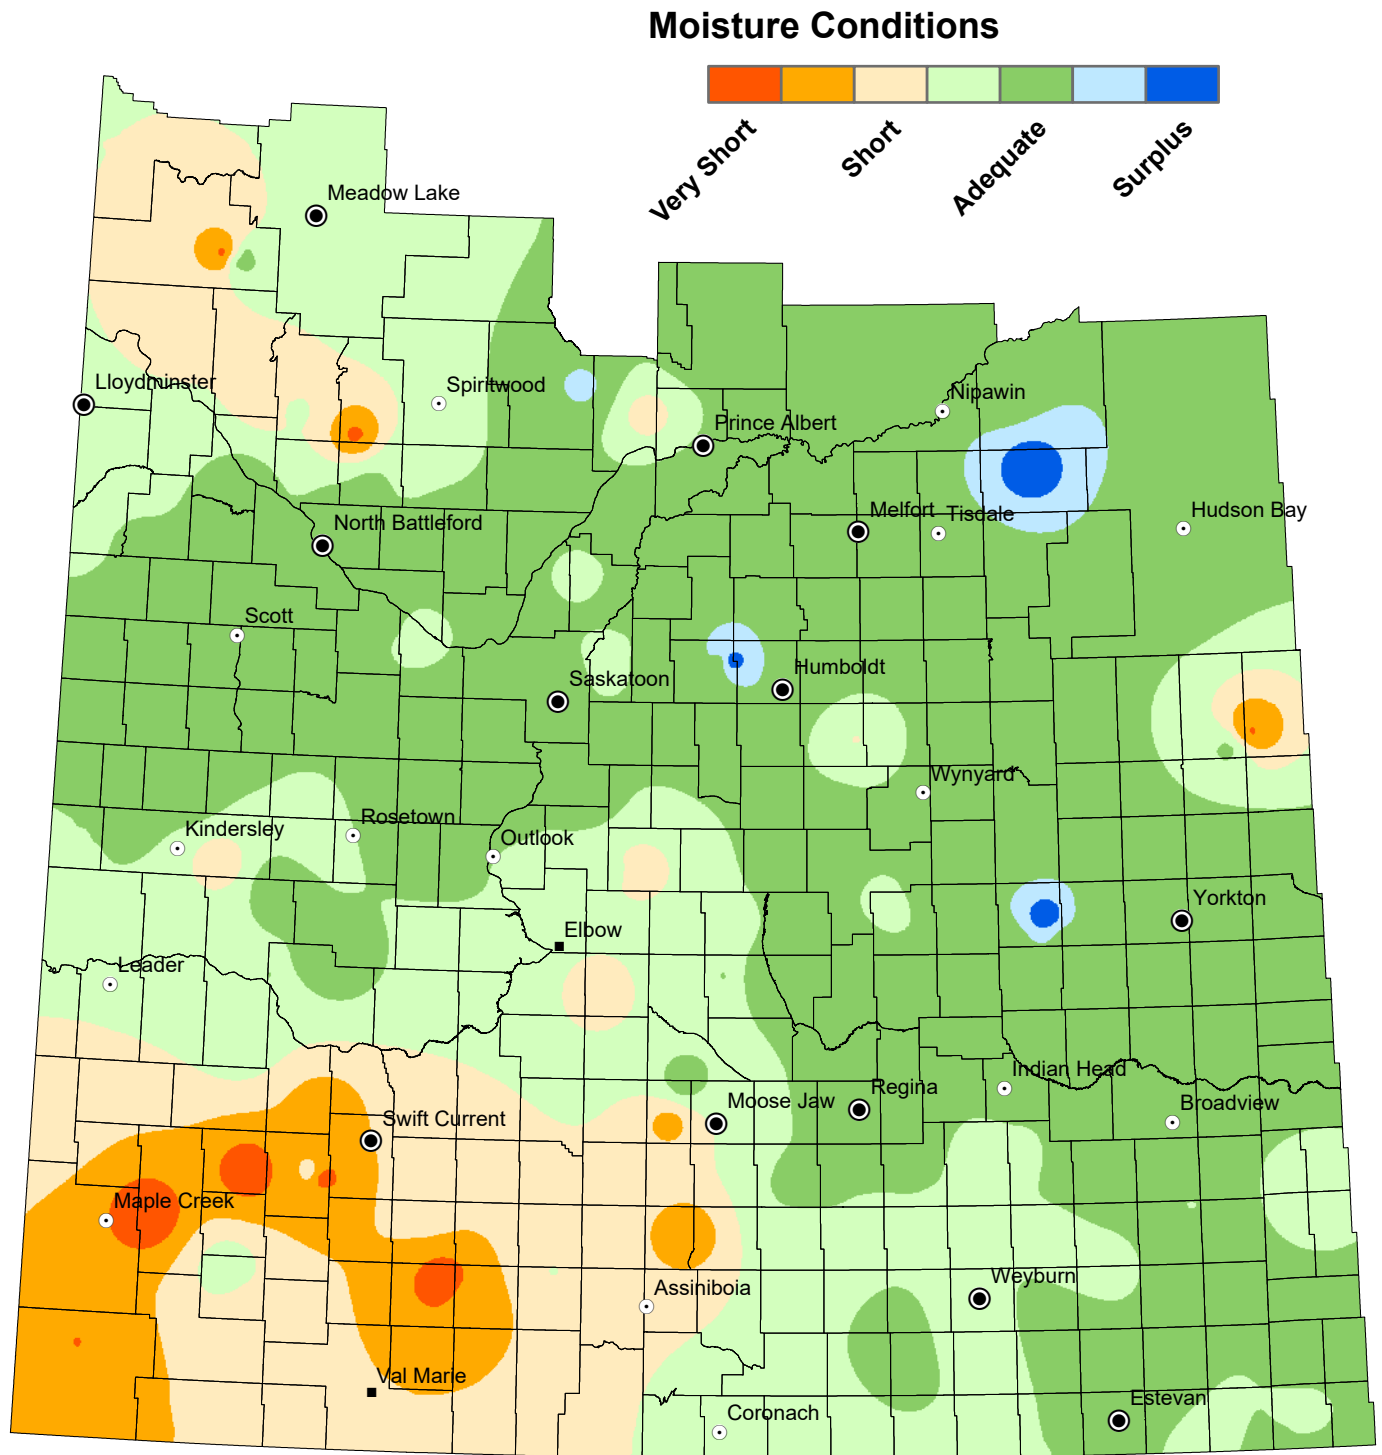 Moisture Conditions
Very Short
Short
Adequate
Surplus
Meadow Lake
Lloydminster
Spiritwood
Nipawin
Prince Albert
North Battleford
Melfort
Tisdale
Hudson Bay
Scott
Saskatoon
Humboldt
Wynyard
Kindersley
Rosetown
Outlook
Yorkton
Elbow
Leader
Indian Head
Regina
Moose Jaw
Broadview
Swift Current
Maple Creek
Assiniboia
Weyburn
Val Marie
Coronach
Estevan